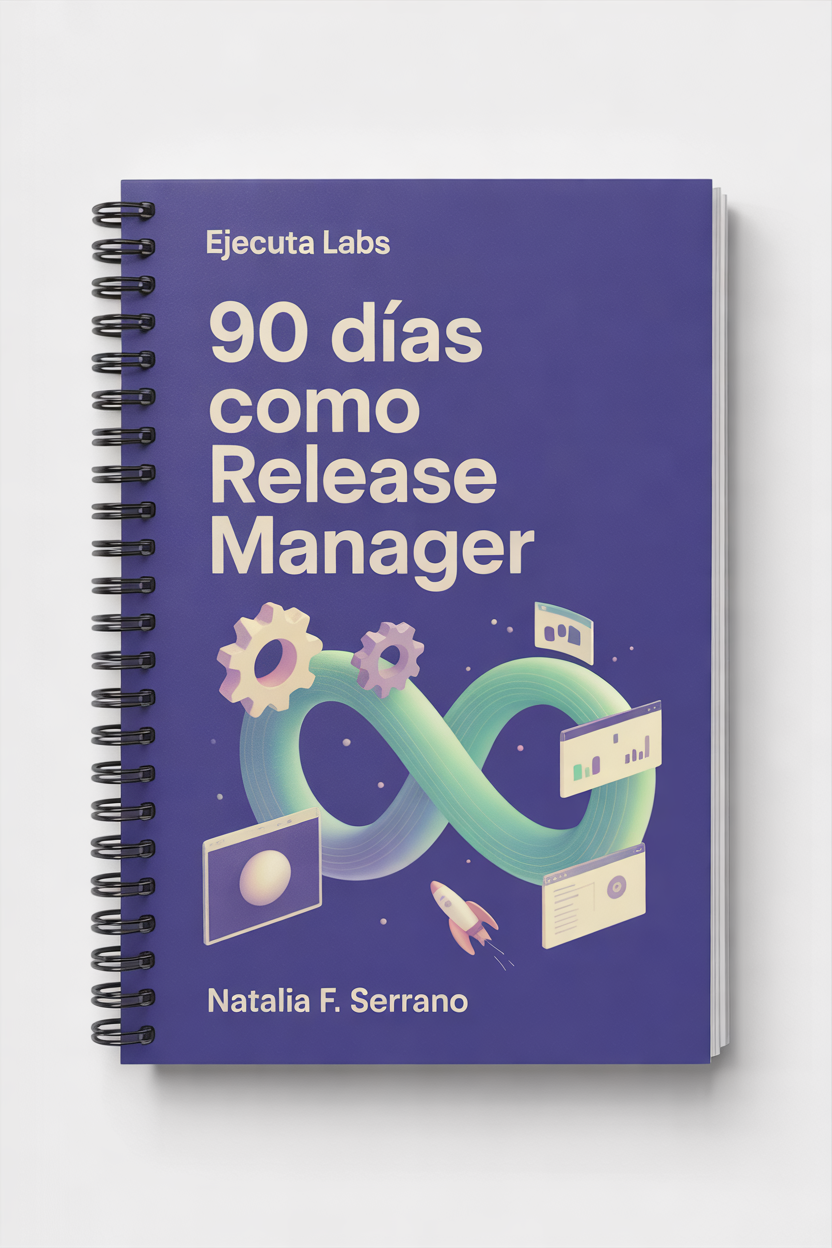 Ejecuta Labs
90 días
como
Release
Manager
Natalia F. Serrano